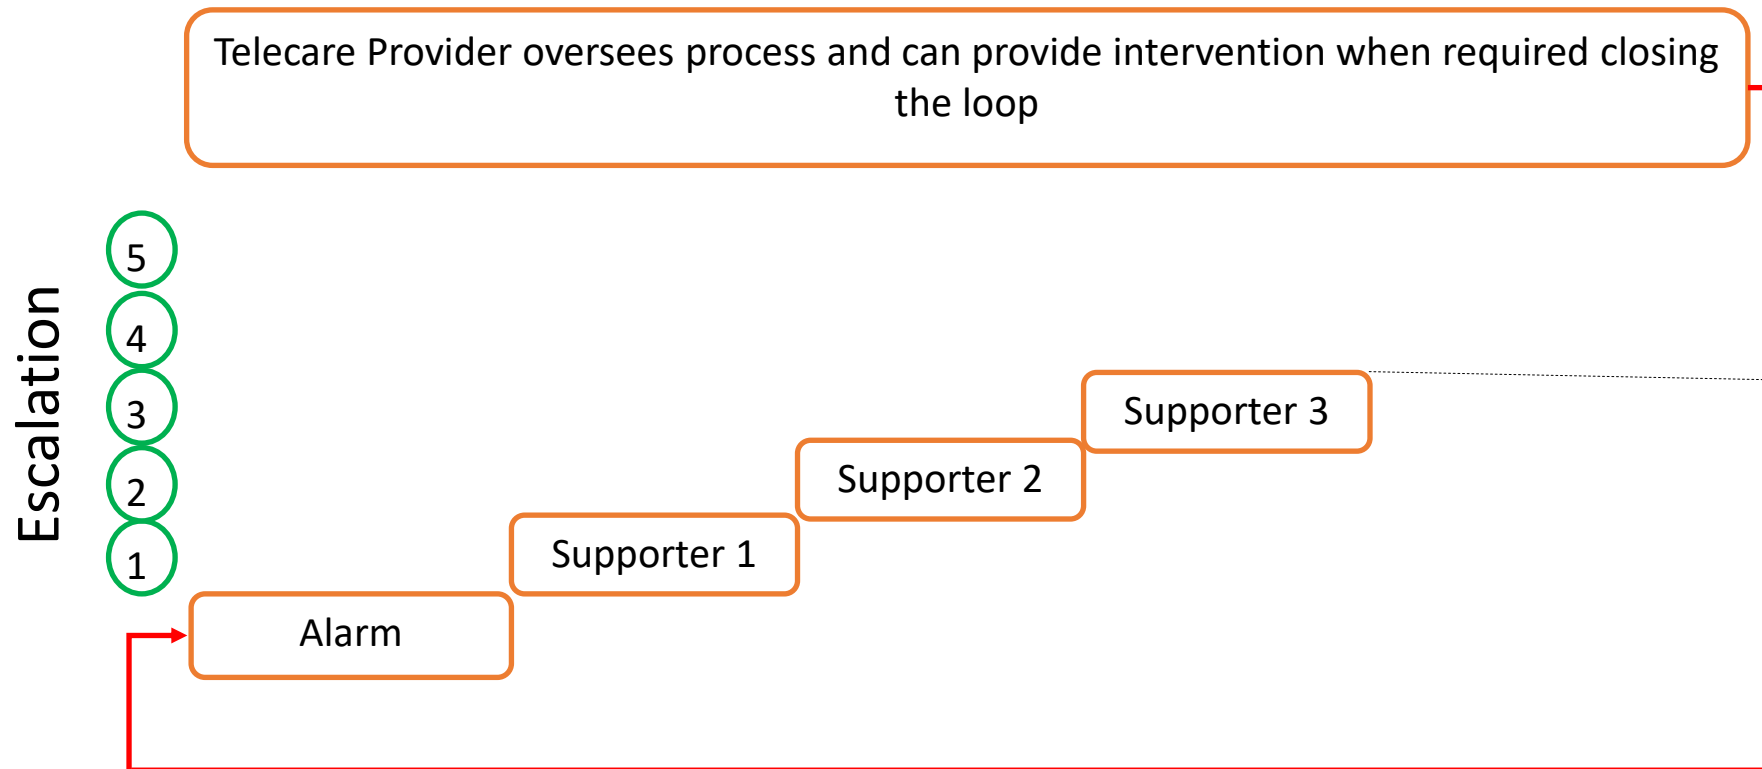 Telecare Provider oversees process and can provide intervention when required closing
the loop
Escalation
5
4
3
2
1
Supporter 3
Supporter 2
Supporter 1
Alarm